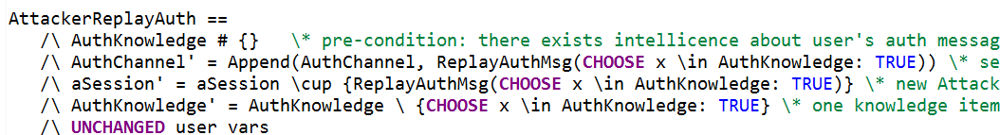 AttackerReplayAuth ==
/\ AuthKnowledge # {} \* pre-condition: there exists intellicence about user's auth messag
/\ AuthChannel' = Append(AuthChannel, ReplayAuthMsg(CHOOSE x \in AuthKnowledge: TRUE)) \* se
/\ aSession' = aSession \cup {ReplayAuthMsg(CHOOSE x \in AuthKnowledge: TRUE)} \* new Attack
/\ AuthKnowledge' = AuthKnowledge \ {CHOOSE x \in AuthKnowledge: TRUE} \* one knowledge item
/\ UNCHANGED user vars